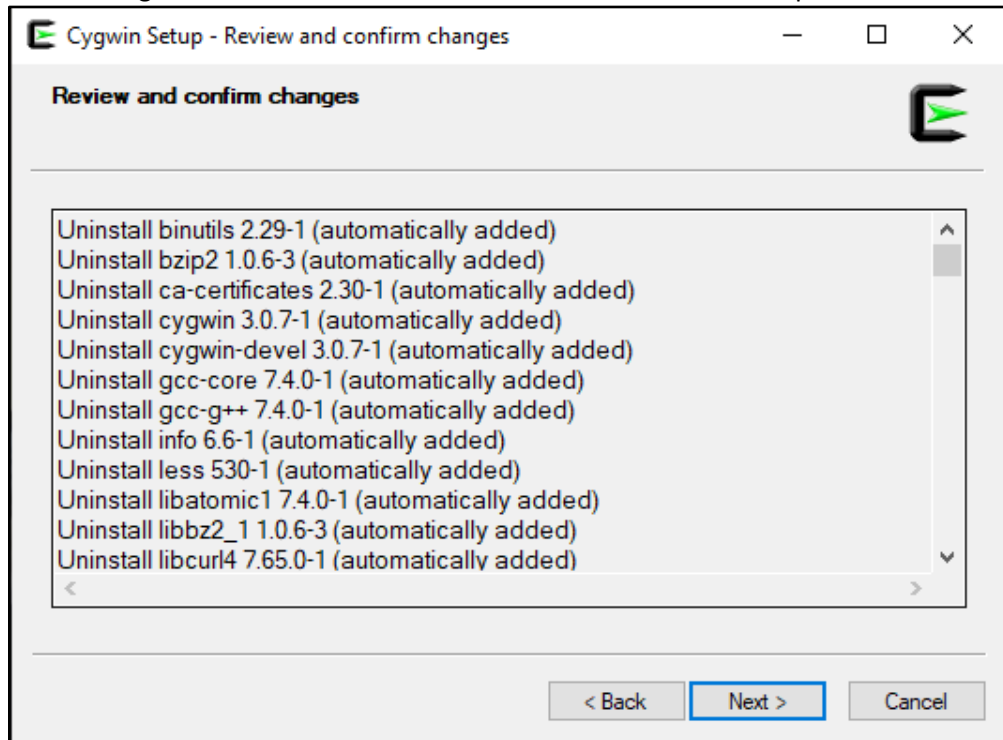 Cygwin Setup - Review and confirm changes
Review and confirm changes
Uninstall binutils 2.29-1 (automatically added)
Uninstall bzip2 1.0.6-3 (automatically added)
Uninstall ca-certificates 2.30-1 (automatically added)
Uninstall cygwin 3.0.7-1 (automatically added)
Uninstall cygwin-devel 3.0.7-1 (automatically added)
Uninstall gcc-core 7.4.0-1 (automatically added)
Uninstall gcc-g++ 7.4.0-1 (automatically added)
Uninstall info 6.6-1 (automatically added)
Uninstall less 530-1 (automatically added)
Uninstall libatomic1 7.4.0-1 (automatically added)
Uninstall libbz2_1 1.0.6-3 (automatically added)
Uninstall libcurl4 7.65.0-1 (automatically added)
< Back Next > Cancel